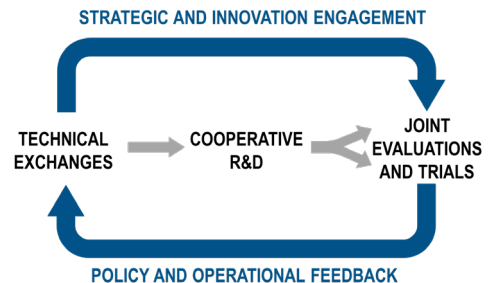 STRATEGIC AND INNOVATION ENGAGEMENT
TECHNICAL
EXCHANGES
COOPERATIVE
R&D
JOINT
EVALUATIONS
AND TRIALS
POLICY AND OPERATIONAL FEEDBACK